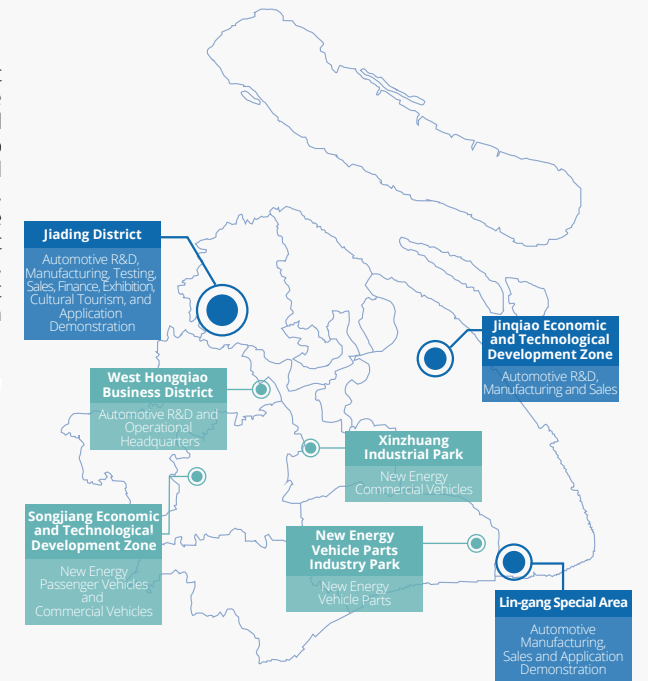 Jiading District
Automotive R&D,
Manufacturing, Testing,
Sales, Finance, Exhibition,
Cultural Tourism, and
Application
Demonstration
Jinqiao Economic
and Technological
Development Zone
Automotive R&D,
Manufacturing and Sales
West Hongqiao
Business District
Automotive R&D and
Operational
Headquarters
Xinzhuang
Industrial Park
New Energy
Commercial Vehicles
Songjiang Economic
and Technological
Development Zone
New Energy
Passenger Vehicles
and
Commercial Vehicles
New Energy
Vehicle Parts
Industry Park
New Energy
Vehicle Parts
Lin-gang Special Area
Automotive
Manufacturing,
Sales and Application
Demonstration